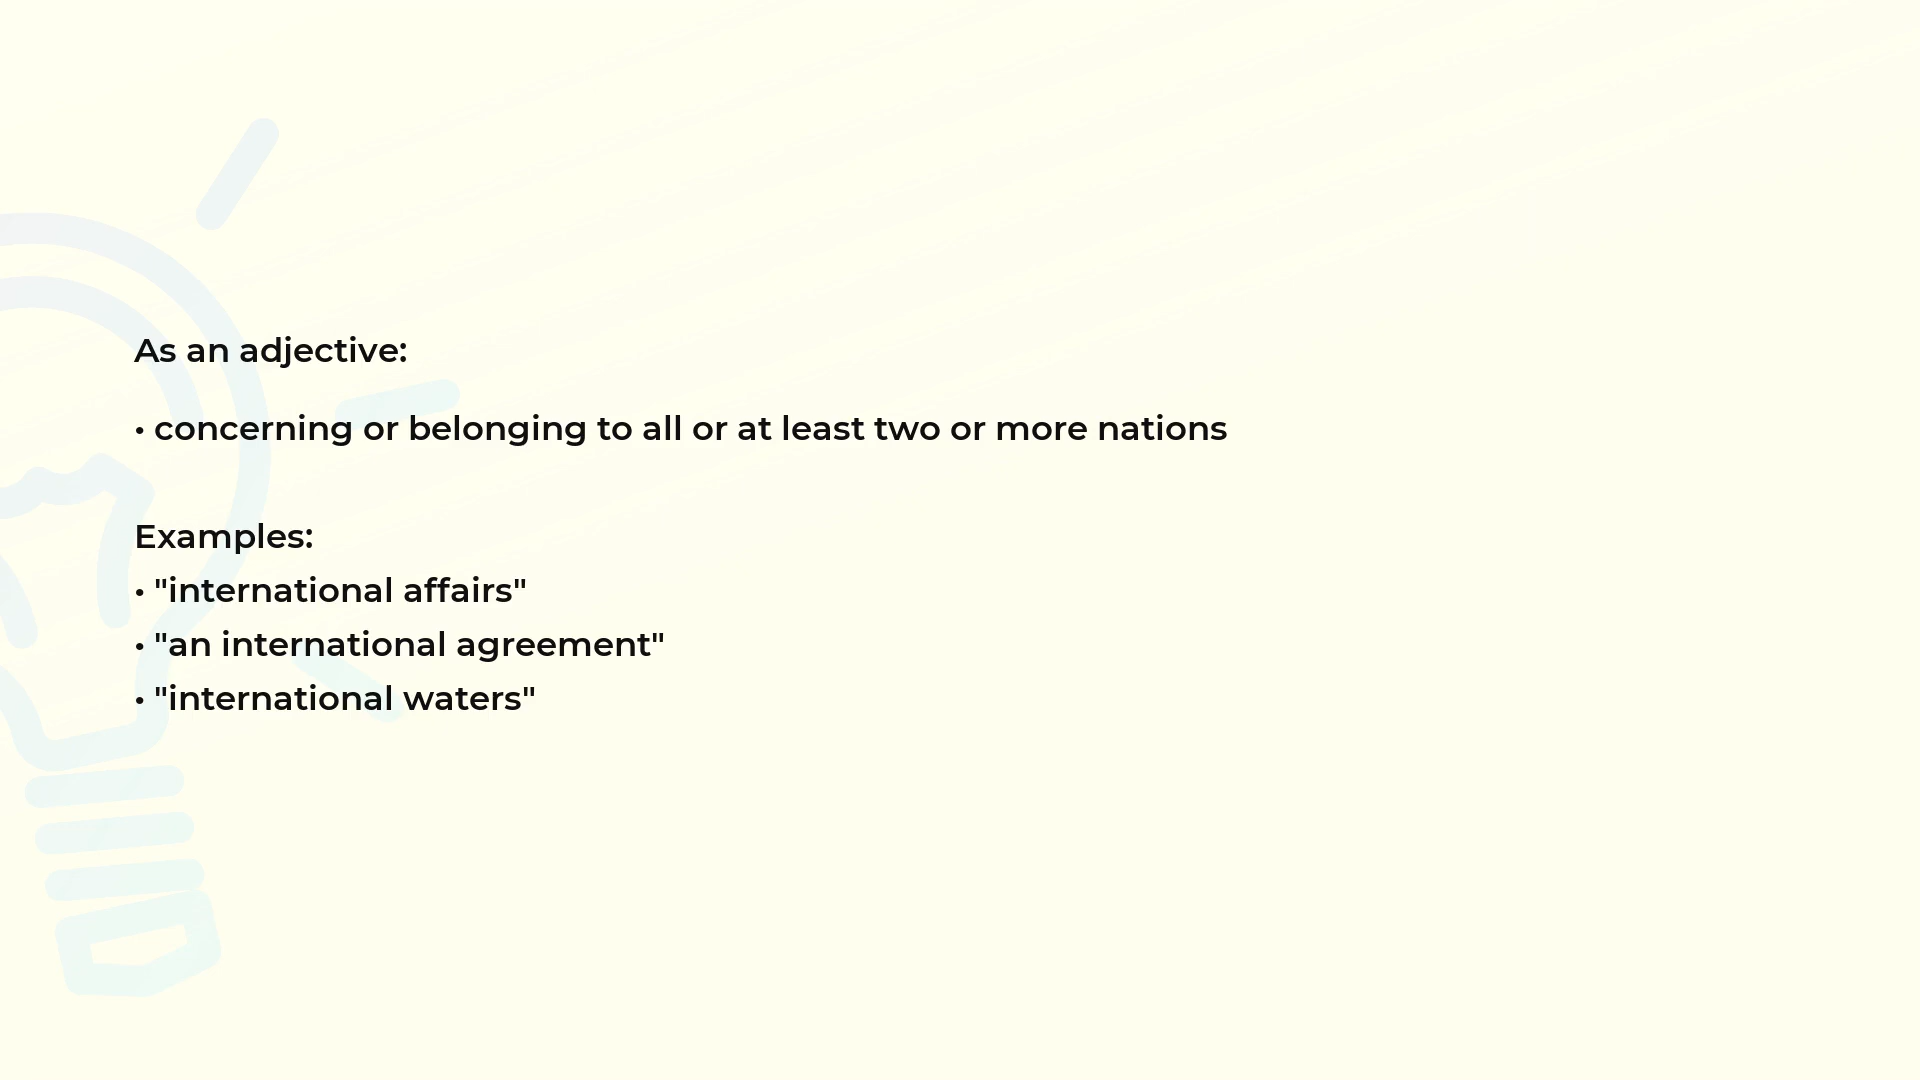 As an adjective:
• concerning or belonging to all or at least two or more nations
Examples:
• "international affairs"
• "an international agreement"
• "international waters"